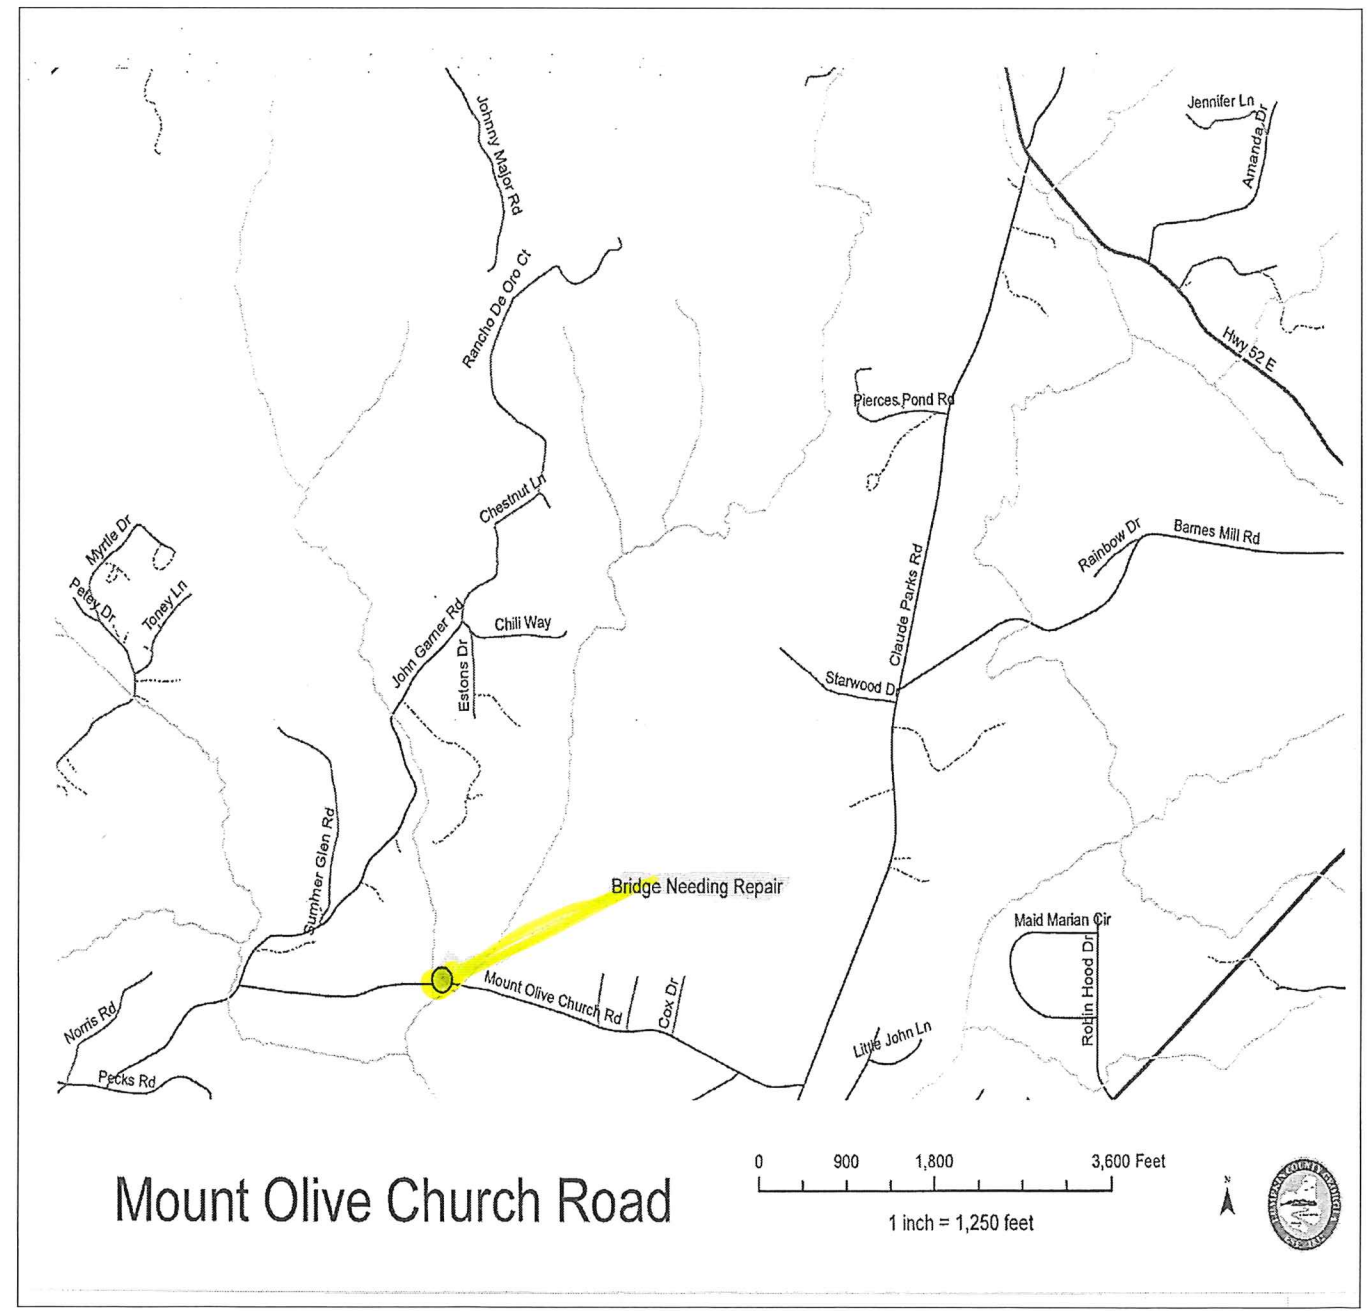 Johnny Major Rd
Jennifer Ln
Amanda Dr
Rancho De Oro Ct
Hwy 52 E
Pierces Pond Rd
Chestnut Ln
Myrtle Dr
Petey Dr
Toney Ln
Rainbow Dr
Barnes Mill Rd
John Garner Rd
Chili Way
Estons Dr
Claude Parks Rd
Starwood D
Summer Glen Rd
Bridge Needing Repair
Maid Marian Cir
Robin Hood Dr
Mount Olive Church Rd
Cox Dr
Norris Rd
Little John Ln
Pecks Rd
Mount Olive Church Road
0 900 1,800 3,600 Feet
1 inch = 1,250 feet
N